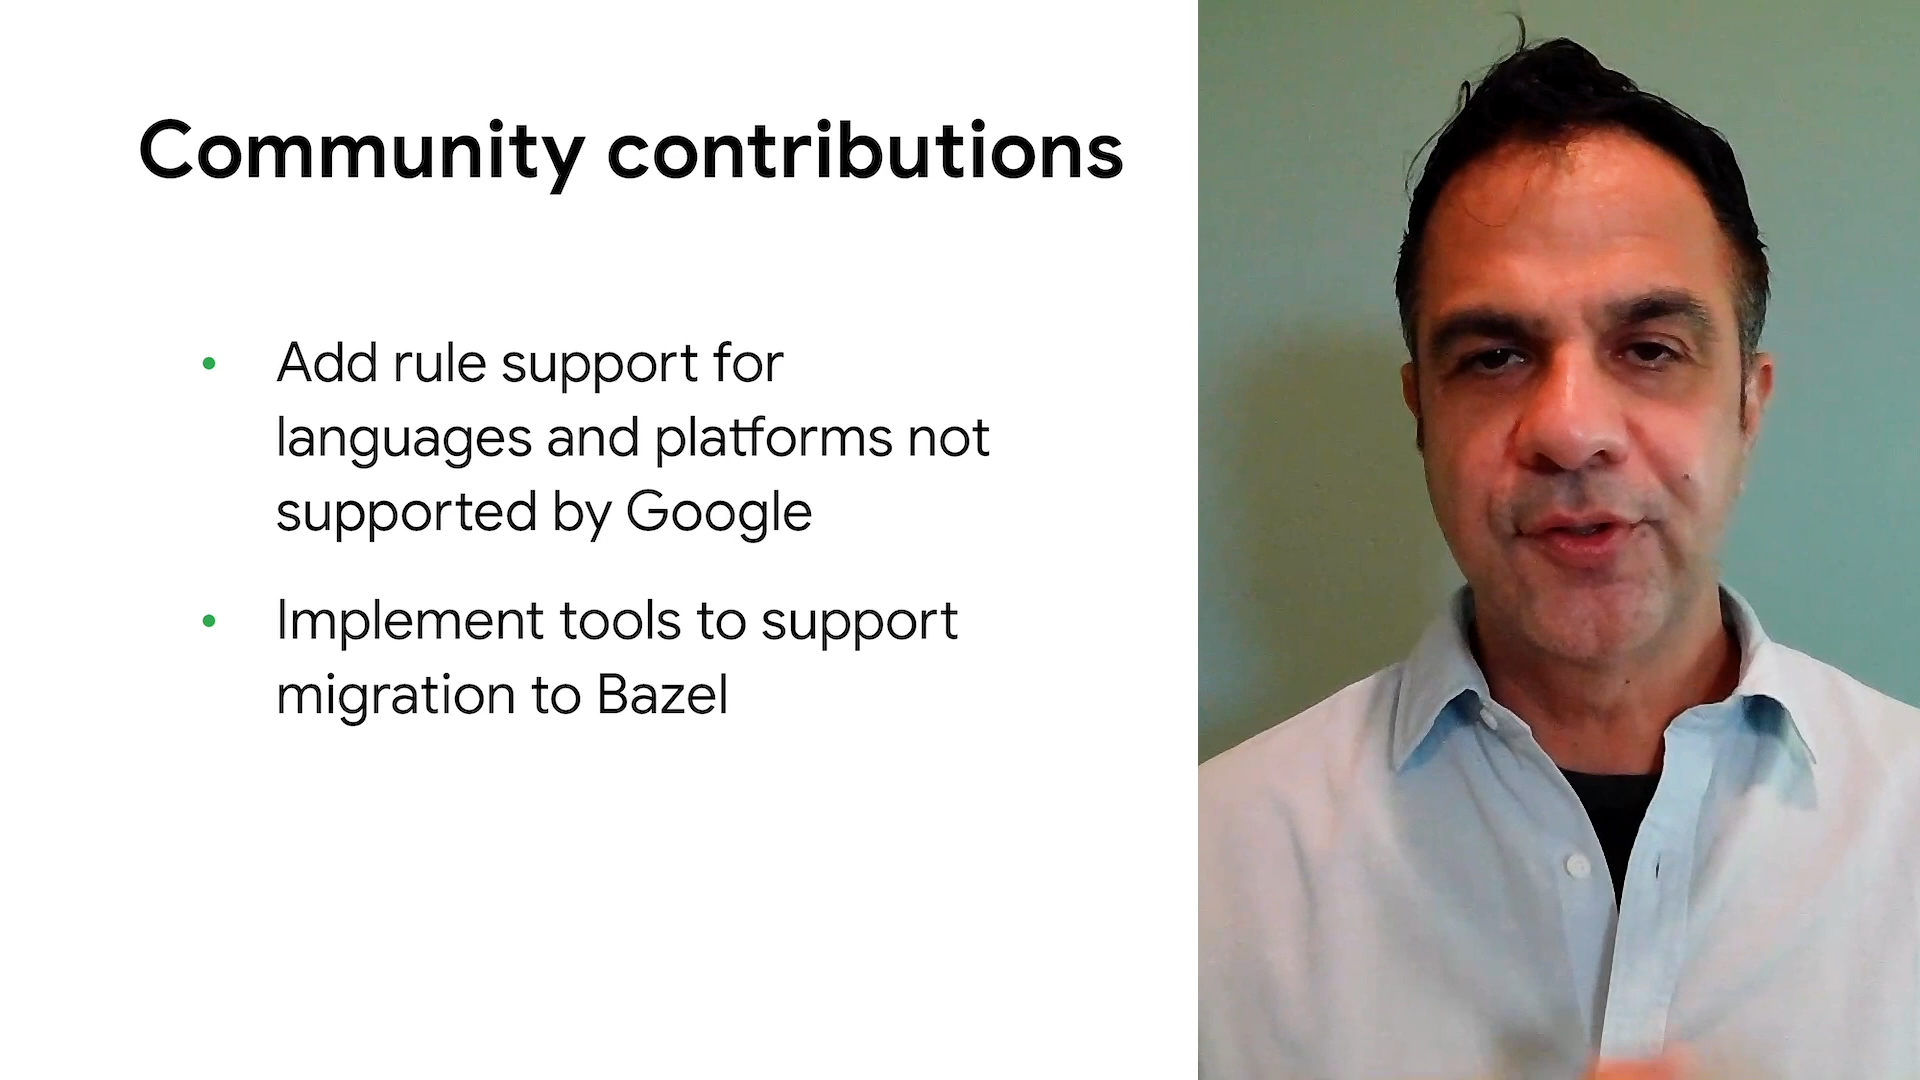 Community contributions
• Add rule support for
languages and platforms not
supported by Google
• Implement tools to support
migration to Bazel